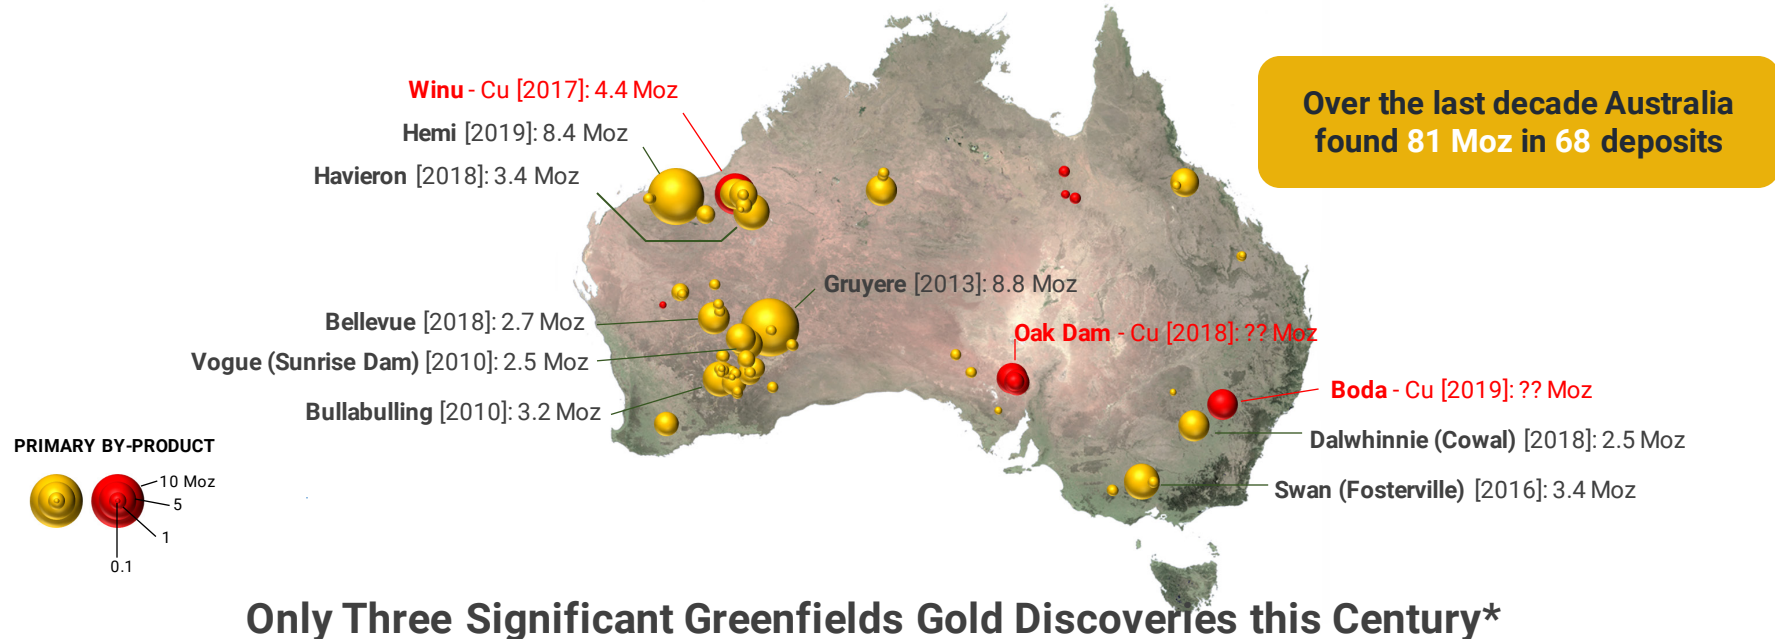 Winu - Cu [2017]: 4.4 Moz
Hemi [2019]: 8.4 Moz
Havieron [2018]: 3.4 Moz
Over the last decade Australia
found 81 Moz in 68 deposits
Gruyere [2013]: 8.8 Moz
Bellevue [2018]: 2.7 Moz
Oak Dam - Cu [2018]: ?? Moz
Vogue (Sunrise Dam) [2010]: 2.5 Moz
Boda - Cu [2019]: ?? Moz
Bullabulling [2010]: 3.2 Moz
Dalwhinnie (Cowal) [2018]: 2.5 Moz
Swan (Fosterville) [2016]: 3.4 Moz
PRIMARY BY-PRODUCT
10 Moz
5
1
0.1
Only Three Significant Greenfields Gold Discoveries this Century*